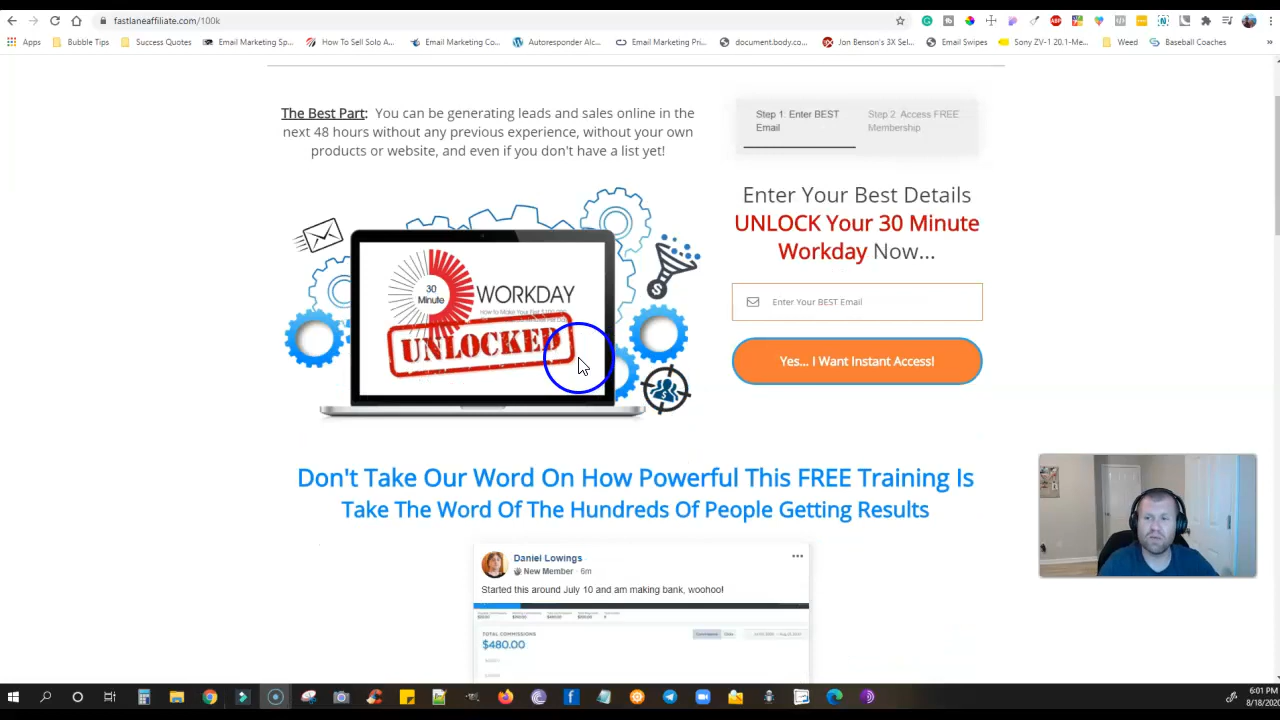 fastlaneaffiliate.com/100k
Apps
Bubble Tips
Success Quotes
Email Marketing Sp...
How To Sell Solo A...
Email Marketing Co...
Autoresponder Alc...
Email Marketing Pri...
document.body.co...
Jon Benson's 3X Sel...
Email Swipes
Sony ZV-1 20.1-Me...
Weed
Baseball Coaches
The Best Part: You can be generating leads and sales online in the
next 48 hours without any previous experience, without your own
products or website, and even if you don't have a list yet!
30
Minute
WORKDAY
UNLOCKED
Step 1: Enter BEST
Email
Step 2: Access FREE
Membership
Enter Your Best Details
UNLOCK Your 30 Minute
Workday Now...
Enter Your BEST Email
Yes... I Want Instant Access!
Don't Take Our Word On How Powerful This FREE Training Is
Take The Word Of The Hundreds Of People Getting Results
Daniel Lowings
New Member · 6m
Started this around July 10 and am making bank, woohoo!
TOTAL COMMISSIONS
$480.00
6:01 PM